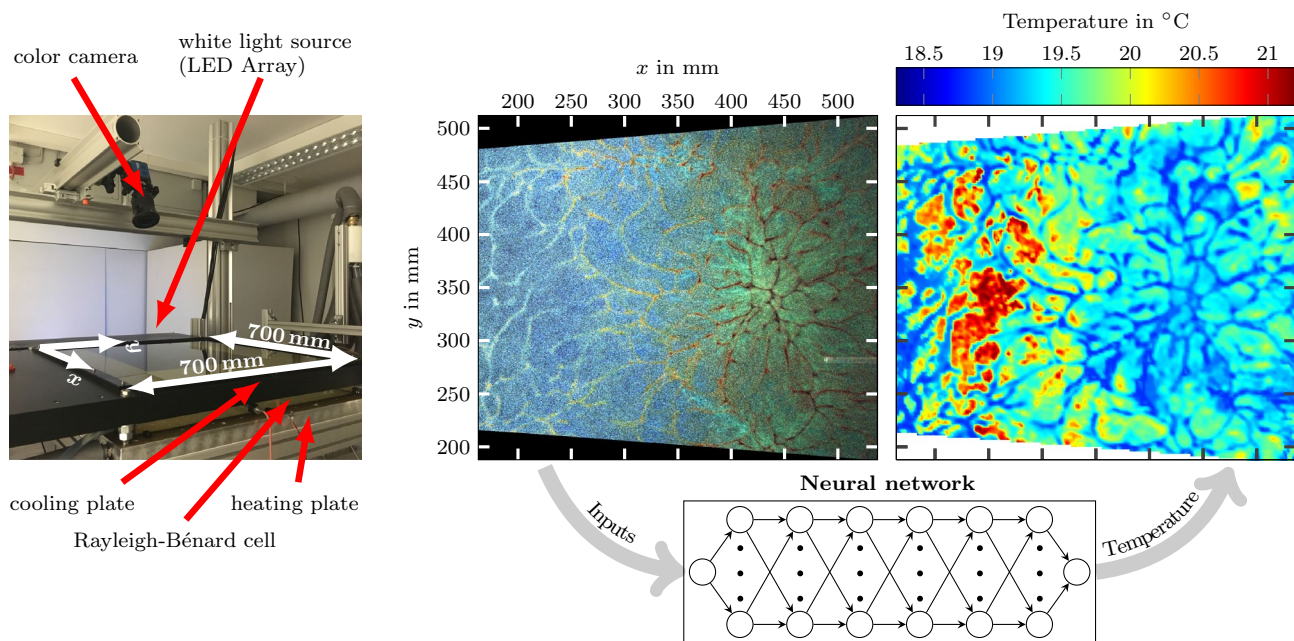 color camera
white light source
(LED Array)
y
x
700 mm
700 mm
cooling plate
heating plate
Rayleigh-Bénard cell
x in mm
200 250 300 350 400 450 500
y in mm
500
450
400
350
300
250
200
Temperature in °C
18.5 19 19.5 20 20.5 21
Neural network
Inputs
Temperature